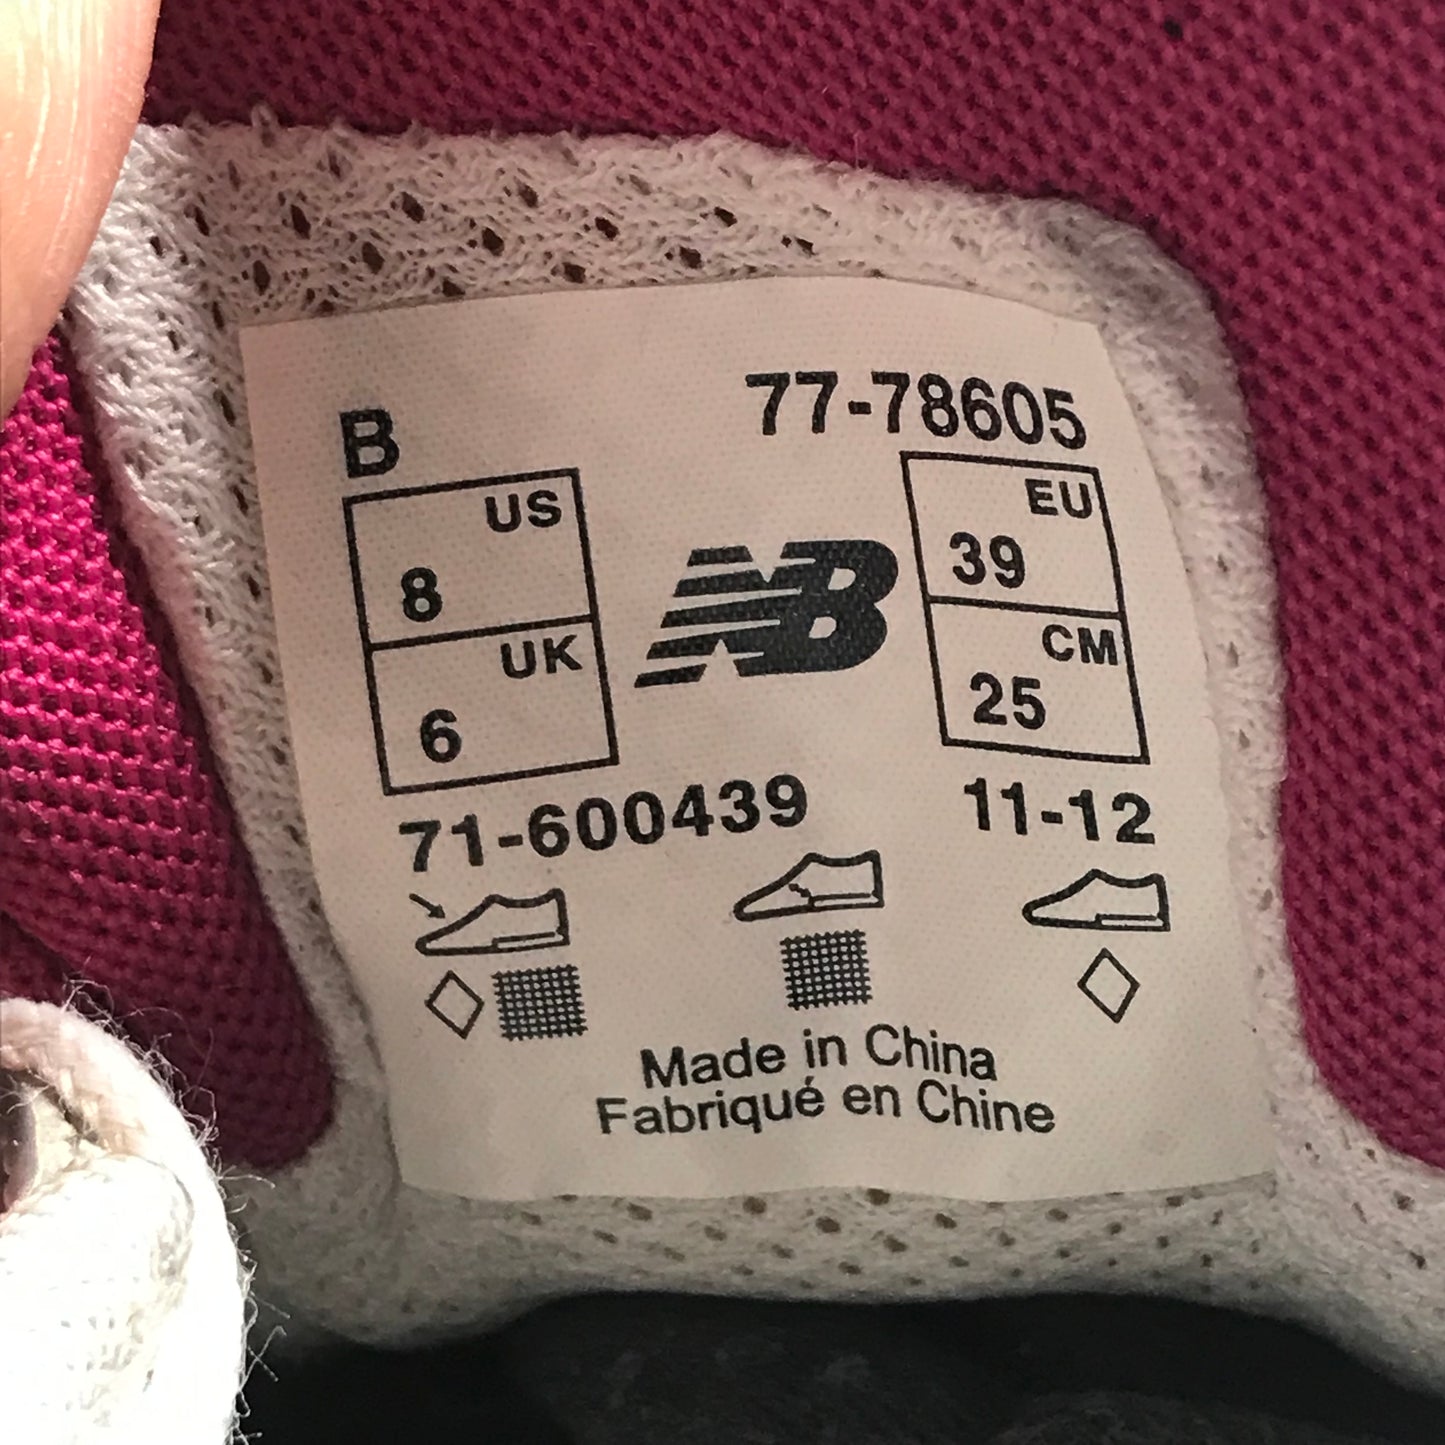 77-78605
B
US
8
UK
6
NB
EU
39
CM
25
71-600439
11-12
Made in China
Fabriqué en Chine